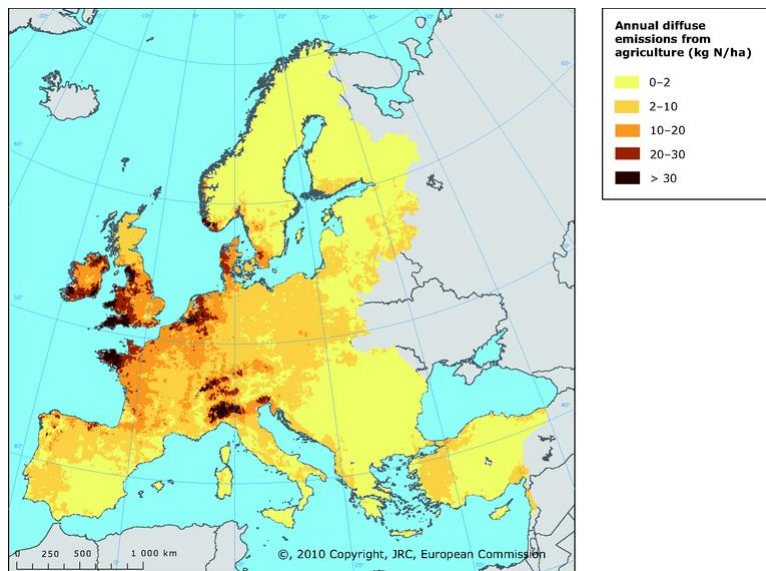 Annual diffuse
emissions from
agriculture (kg N/ha)
0–2
2–10
10–20
20–30
> 30
0 250 500 1 000 km
©, 2010 Copyright, JRC, European Commission